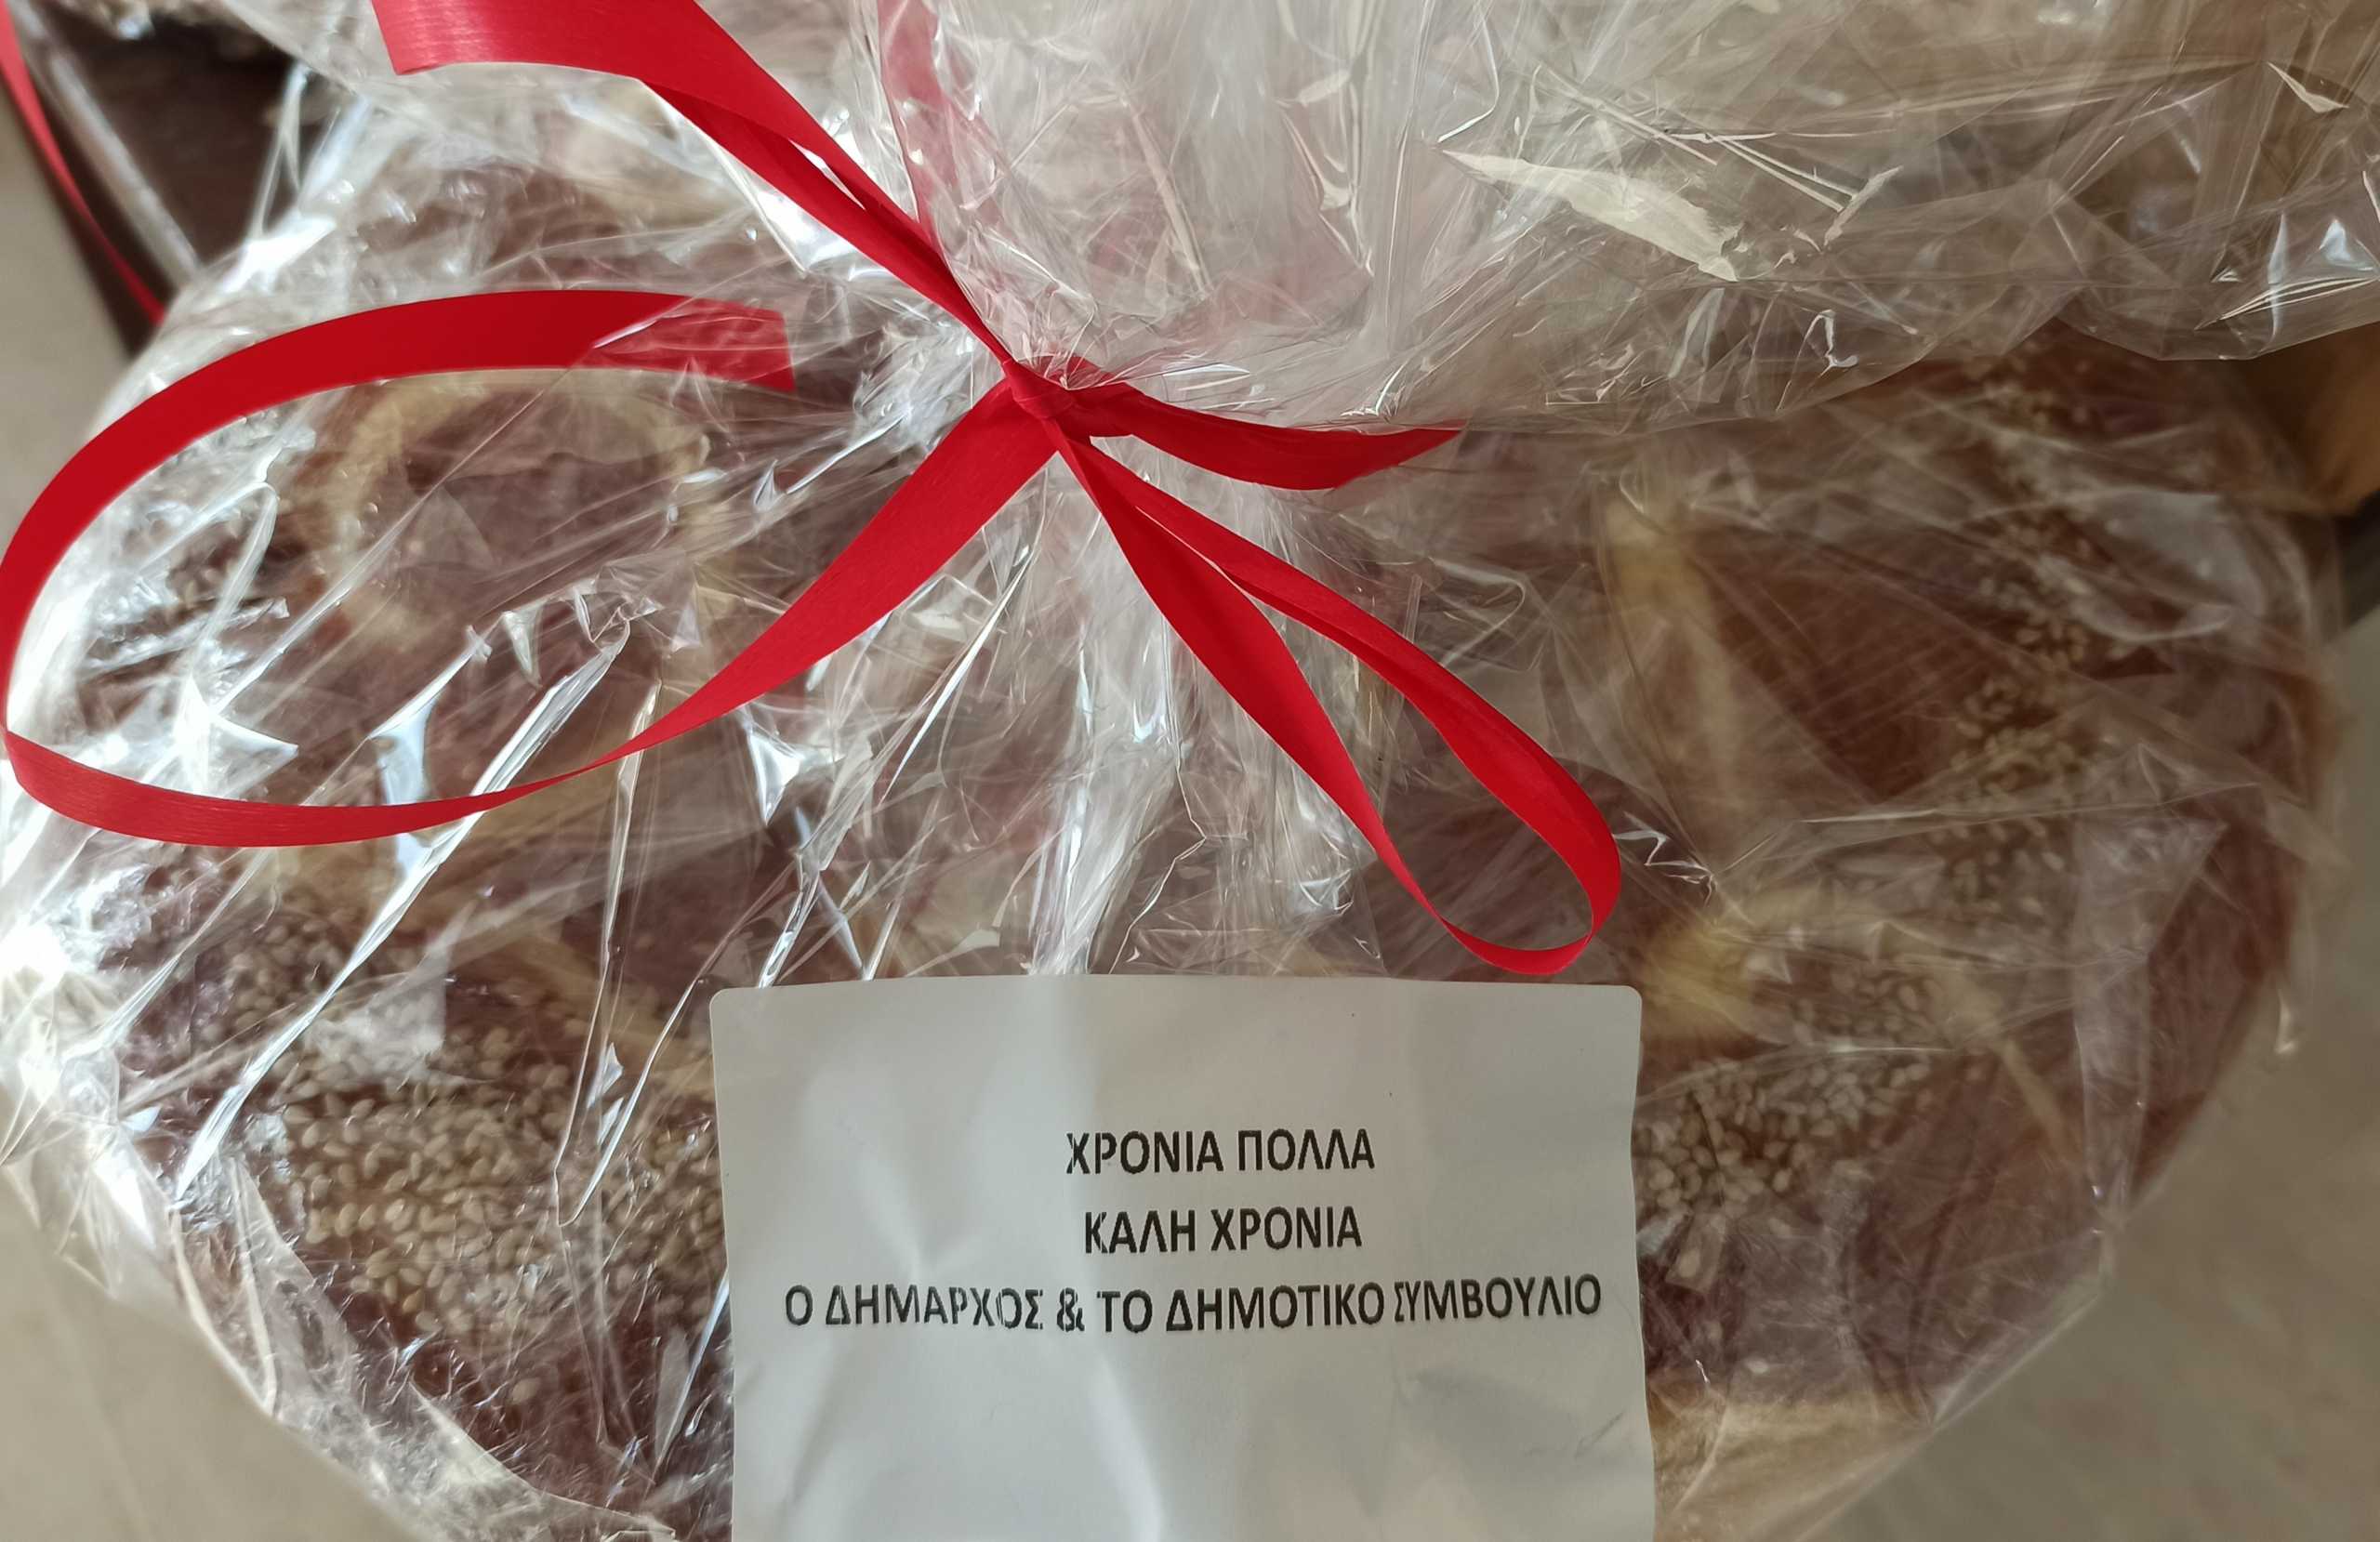 ΧΡΟΝΙΑ ΠΟΛΛΑ
ΚΑΛΗ ΧΡΟΝΙΑ
Ο ΔΗΜΑΡΧΟΣ & ΤΟ ΔΗΜΟΤΙΚΟ ΣΥΜΒΟΥΛΙΟ